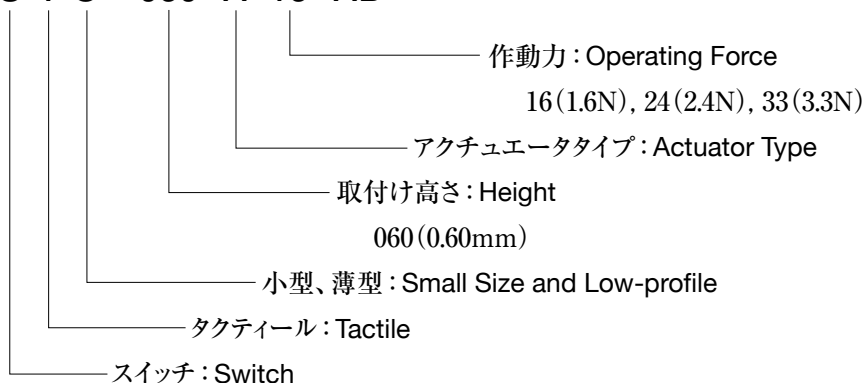 作動力：Operating Force
16(1.6N), 24(2.4N), 33(3.3N)
アクチュエータタイプ：Actuator Type
取付け高さ：Height
060(0.60mm)
小型、薄型：Small Size and Low-profile
タクティール：Tactile
スイッチ：Switch